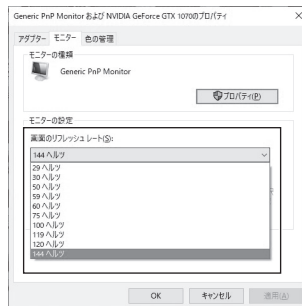 Generic PnP Monitor および NVIDIA GeForce GTX 1070のプロパティ
アダプター モニター 色の管理
モニターの種類
Generic PnP Monitor
プロパティ(P)
モニターの設定
画面のリフレッシュ レート(S):
144 ヘルツ
29 ヘルツ
30 ヘルツ
50 ヘルツ
59 ヘルツ
60 ヘルツ
75 ヘルツ
100 ヘルツ
119 ヘルツ
120 ヘルツ
144 ヘルツ
OK キャンセル 適用(A)